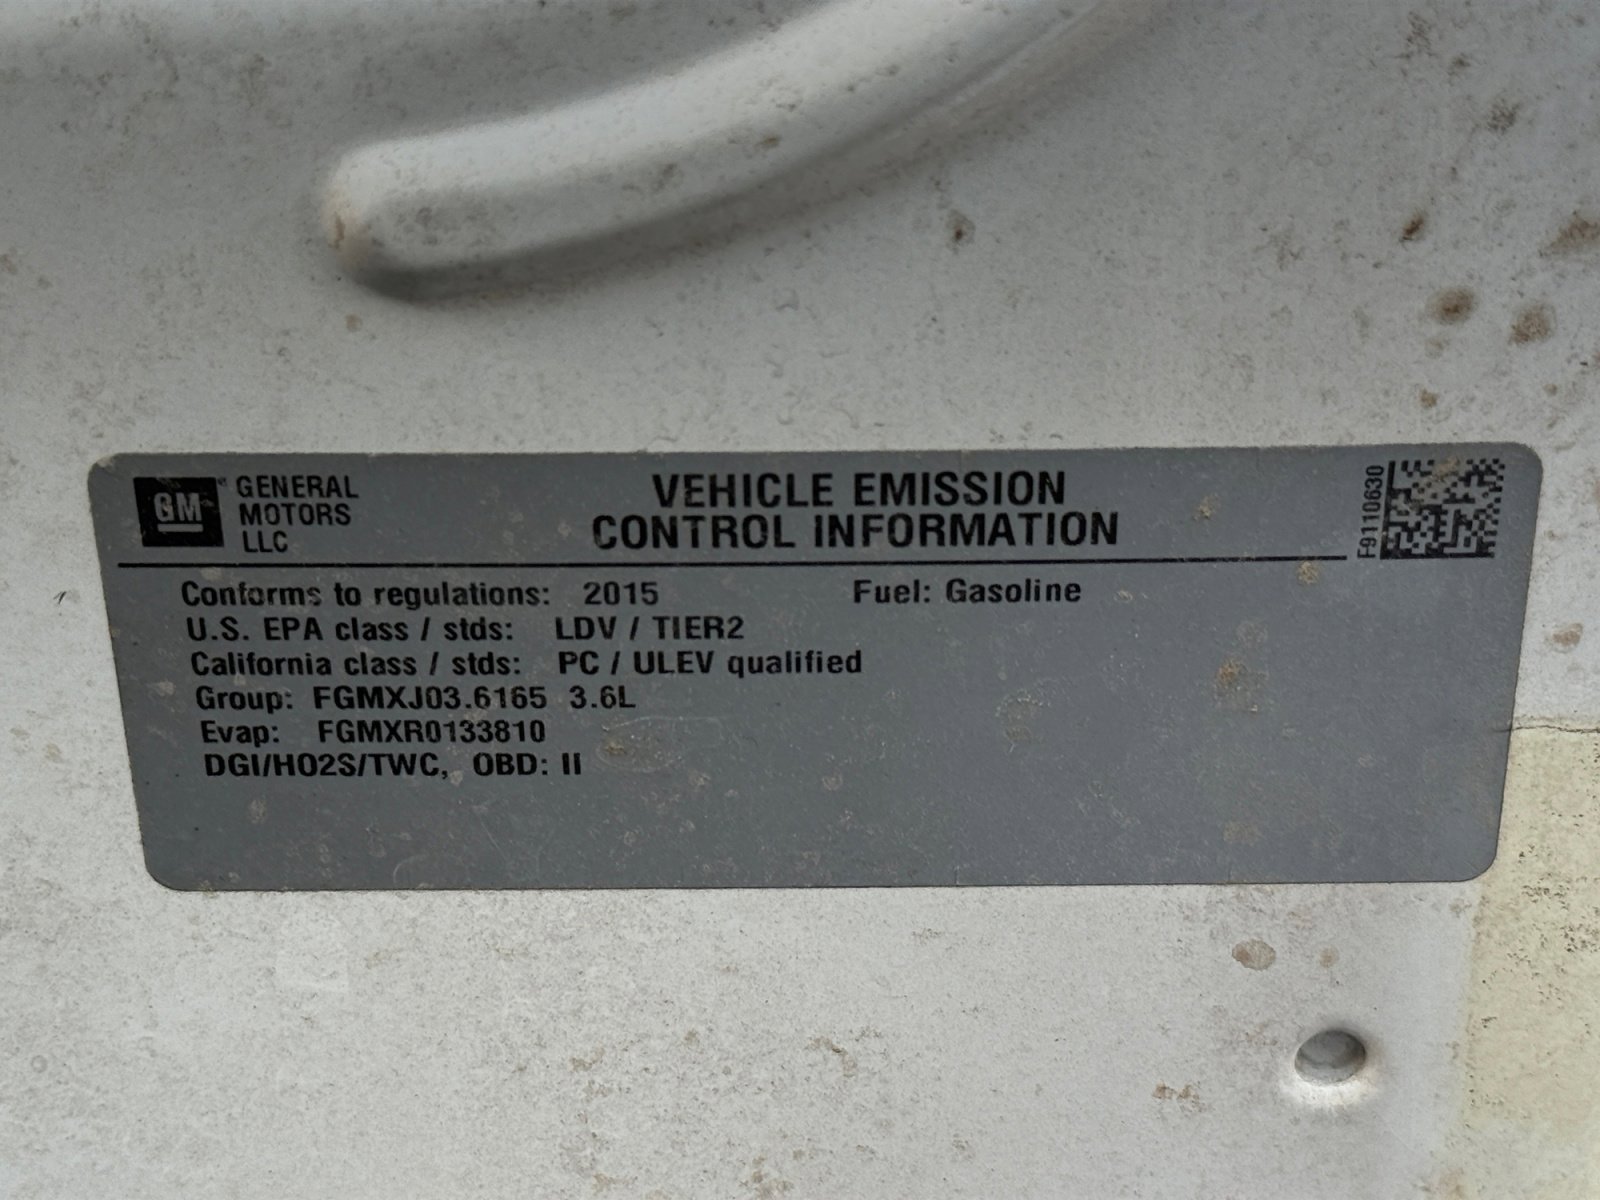 GM GENERAL
MOTORS
LLC
VEHICLE EMISSION
CONTROL INFORMATION
F9110630
Conforms to regulations: 2015 Fuel: Gasoline
U.S. EPA class / stds: LDV / TIER2
California class / stds: PC / ULEV qualified
Group: FGMXJ03.6165 3.6L
Evap: FGMXR0133810
DGI/HO2S/TWC, OBD: II